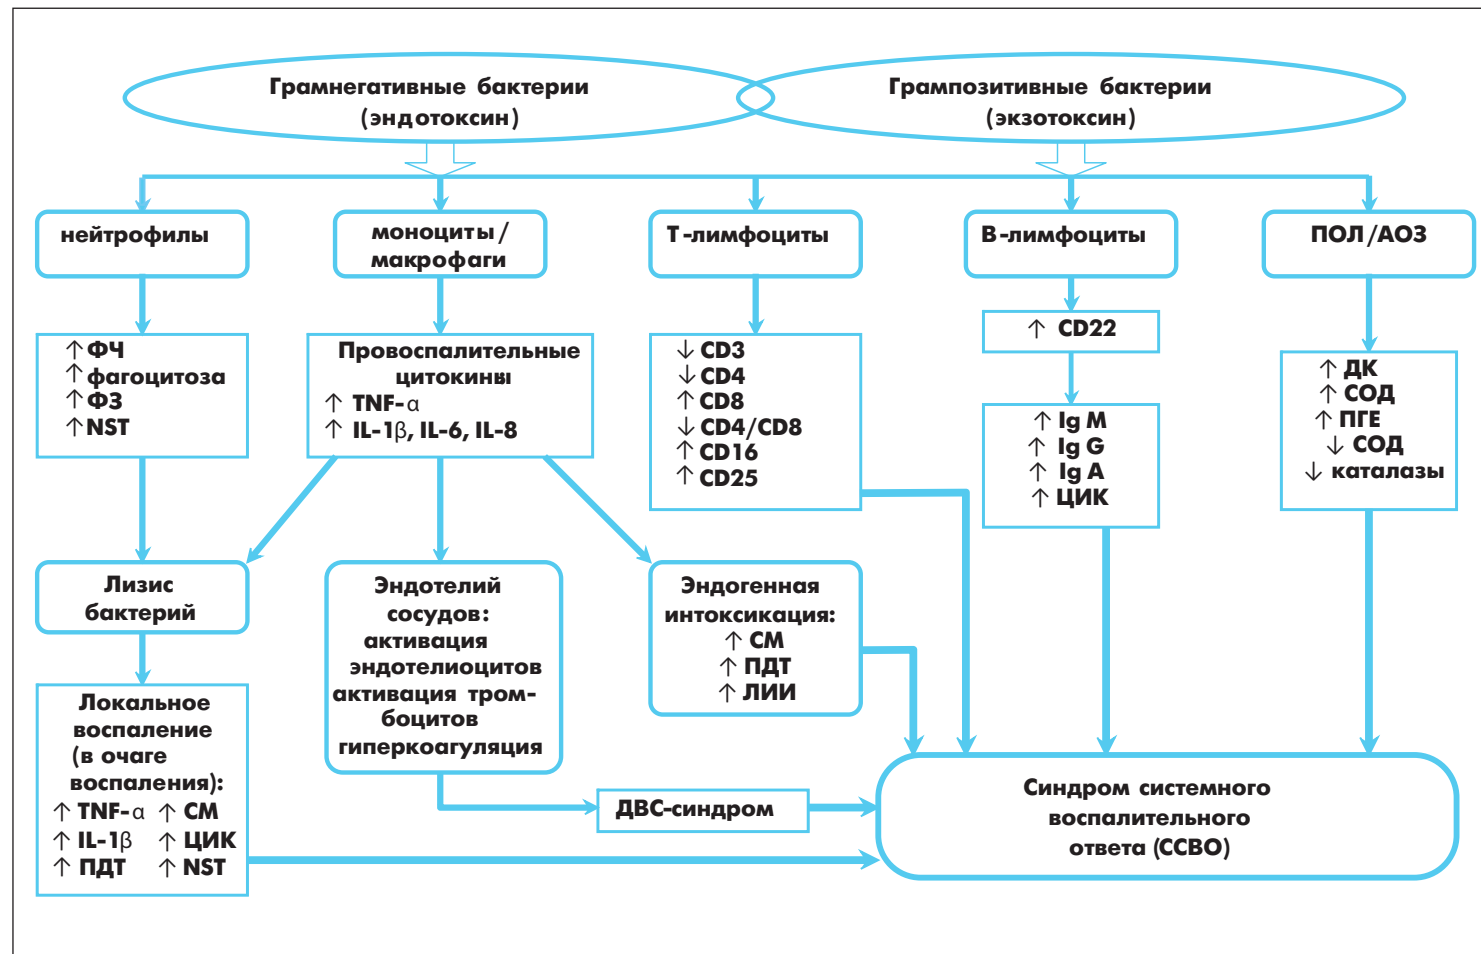 Грамнегативные бактерии
(эндотоксин)
Грампозитивные бактерии
(экзотоксин)
нейтрофилы
моноциты/
макрофаги
Т-лимфоциты
В-лимфоциты
ПОЛ/АОЗ
↑ ФЧ
↑ фагоцитоза
↑ ФЗ
↑ NST
Провоспалительные
цитокины
↑ TNF-α
↑ IL-1β, IL-6, IL-8
↓ CD3
↓ CD4
↑ CD8
↓ CD4/CD8
↑ CD16
↑ CD25
↑ CD22
↑ Ig M
↑ Ig G
↑ Ig A
↑ ЦИК
↑ ДК
↑ СОД
↑ ПГЕ
↓ СОД
↓ каталазы
Лизис
бактерий
Эндотелий
сосудов:
активация
эндотелиоцитов
активация тром-
боцитов
гиперкоагуляция
Эндогенная
интоксикация:
↑ СМ
↑ ПДТ
↑ ЛИИ
Локальное
воспаление
(в очаге
воспаления):
↑ TNF-α ↑ СМ
↑ IL-1β ↑ ЦИК
↑ ПДТ ↑ NST
ДВС-синдром
Синдром системного
воспалительного
ответа (ССВО)